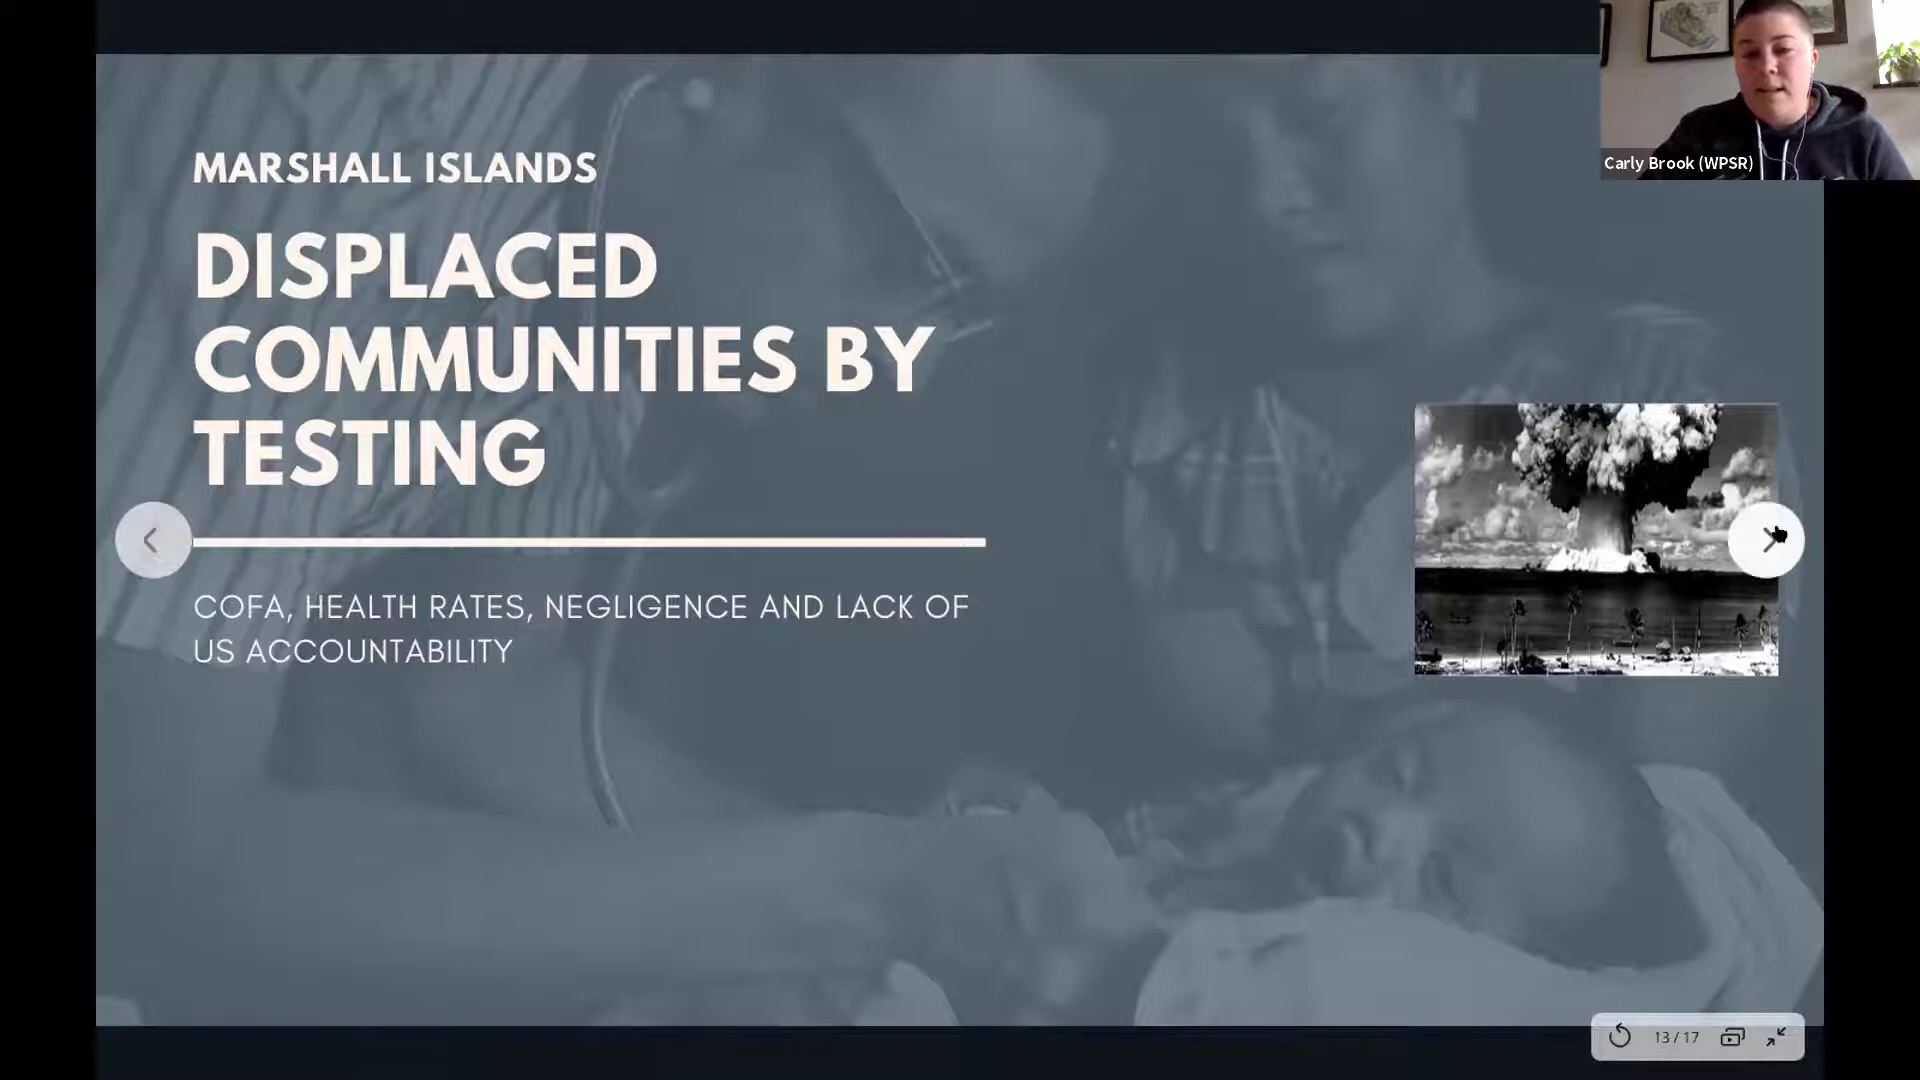 MARSHALL ISLANDS
DISPLACED
COMMUNITIES BY
TESTING
COFA, HEALTH RATES, NEGLIGENCE AND LACK OF
US ACCOUNTABILITY
Carly Brook (WPSR)
13 / 17